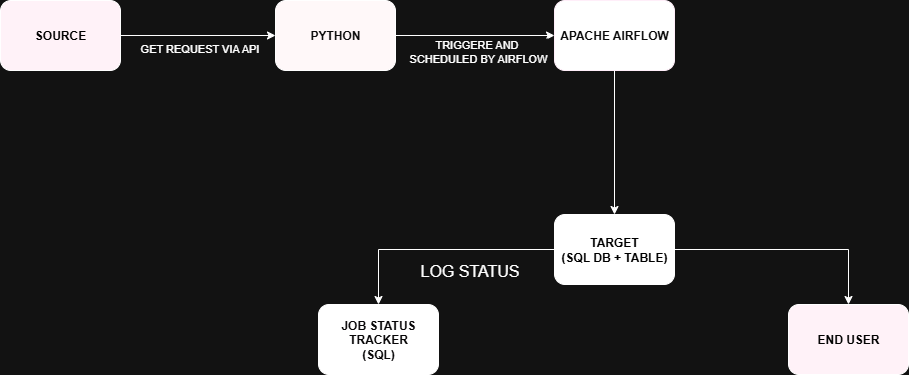 SOURCE
GET REQUEST VIA API
PYTHON
TRIGGERE AND
SCHEDULED BY AIRFLOW
APACHE AIRFLOW
TARGET
(SQL DB + TABLE)
LOG STATUS
JOB STATUS
TRACKER
(SQL)
END USER